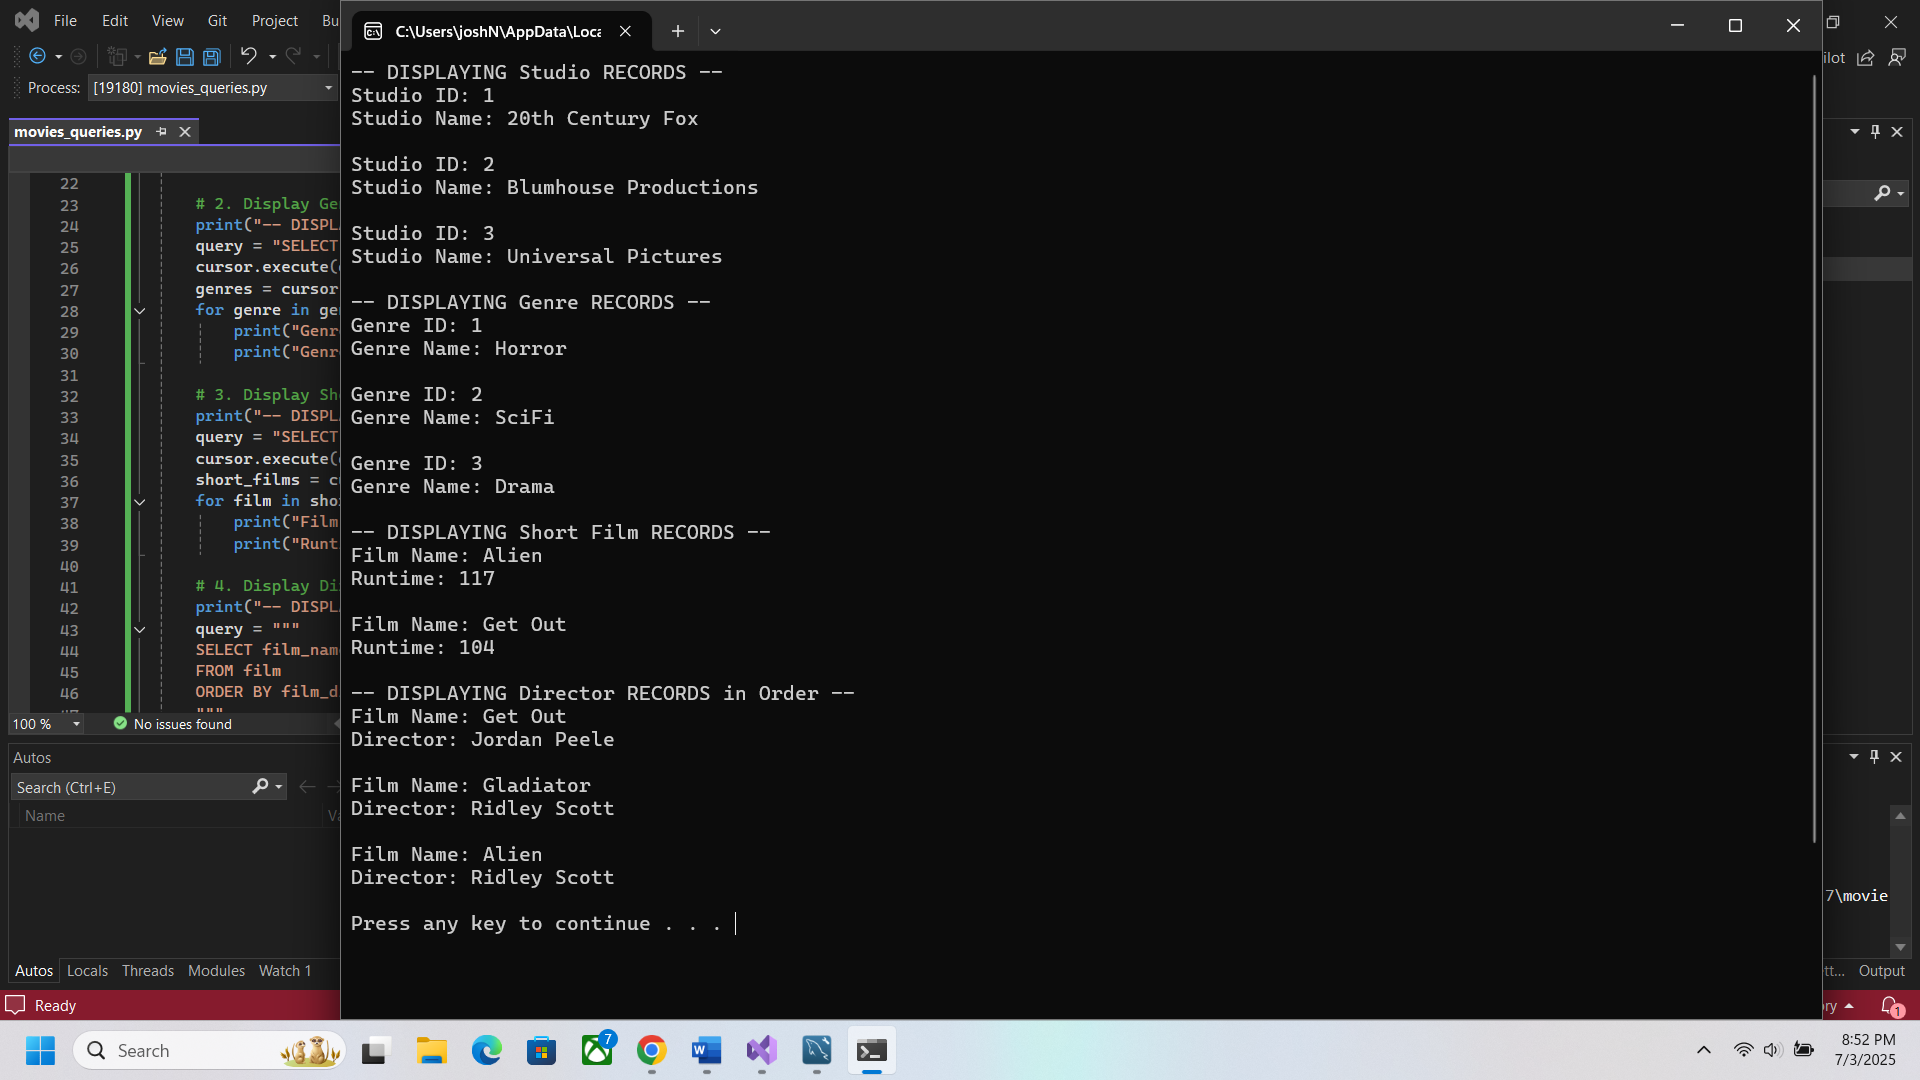 File Edit View Git Project Bu
Process: [19180] movies_queries.py
movies_queries.py
22
23 # 2. Display Ge
24 print("-- DISPL
25 query = "SELECT
26 cursor.execute(
27 genres = cursor
28 for genre in ge
29 print("Genr
30 print("Genr
31
32 # 3. Display Sh
33 print("-- DISPL
34 query = "SELECT
35 cursor.execute(
36 short_films = c
37 for film in sho
38 print("Film
39 print("Runt
40
41 # 4. Display Di
42 print("-- DISPL
43 query = """
44 SELECT film_nam
45 FROM film
46 ORDER BY film_d
"""
100 % No issues found
Autos
Search (Ctrl+E)
Name
Autos Locals Threads Modules Watch 1
Ready
C:\Users\joshN\AppData\Loca
-- DISPLAYING Studio RECORDS --
Studio ID: 1
Studio Name: 20th Century Fox
Studio ID: 2
Studio Name: Blumhouse Productions
Studio ID: 3
Studio Name: Universal Pictures
-- DISPLAYING Genre RECORDS --
Genre ID: 1
Genre Name: Horror
Genre ID: 2
Genre Name: SciFi
Genre ID: 3
Genre Name: Drama
-- DISPLAYING Short Film RECORDS --
Film Name: Alien
Runtime: 117
Film Name: Get Out
Runtime: 104
-- DISPLAYING Director RECORDS in Order --
Film Name: Get Out
Director: Jordan Peele
Film Name: Gladiator
Director: Ridley Scott
Film Name: Alien
Director: Ridley Scott
Press any key to continue . . .
ilot
7\movie
tt... Output
ry 1
Search 7
8:52 PM
7/3/2025